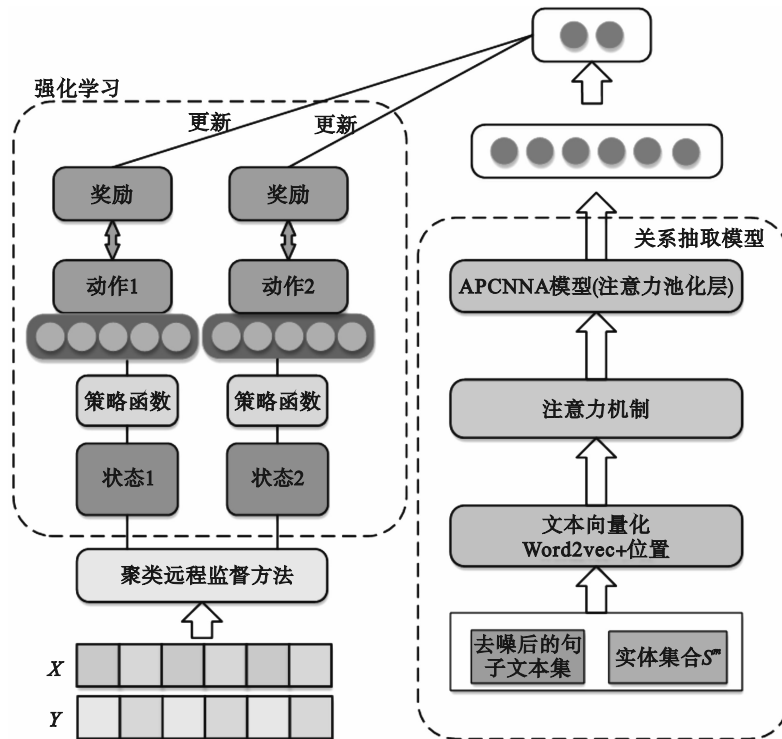 强化学习
更新
更新
奖励
奖励
动作1
动作2
策略函数
策略函数
状态1
状态2
聚类远程监督方法
X
Y
关系抽取模型
APCNNA模型(注意力池化层)
注意力机制
文本向量化
Word2vec+位置
去噪后的句
子文本集
实体集合Sᵐ